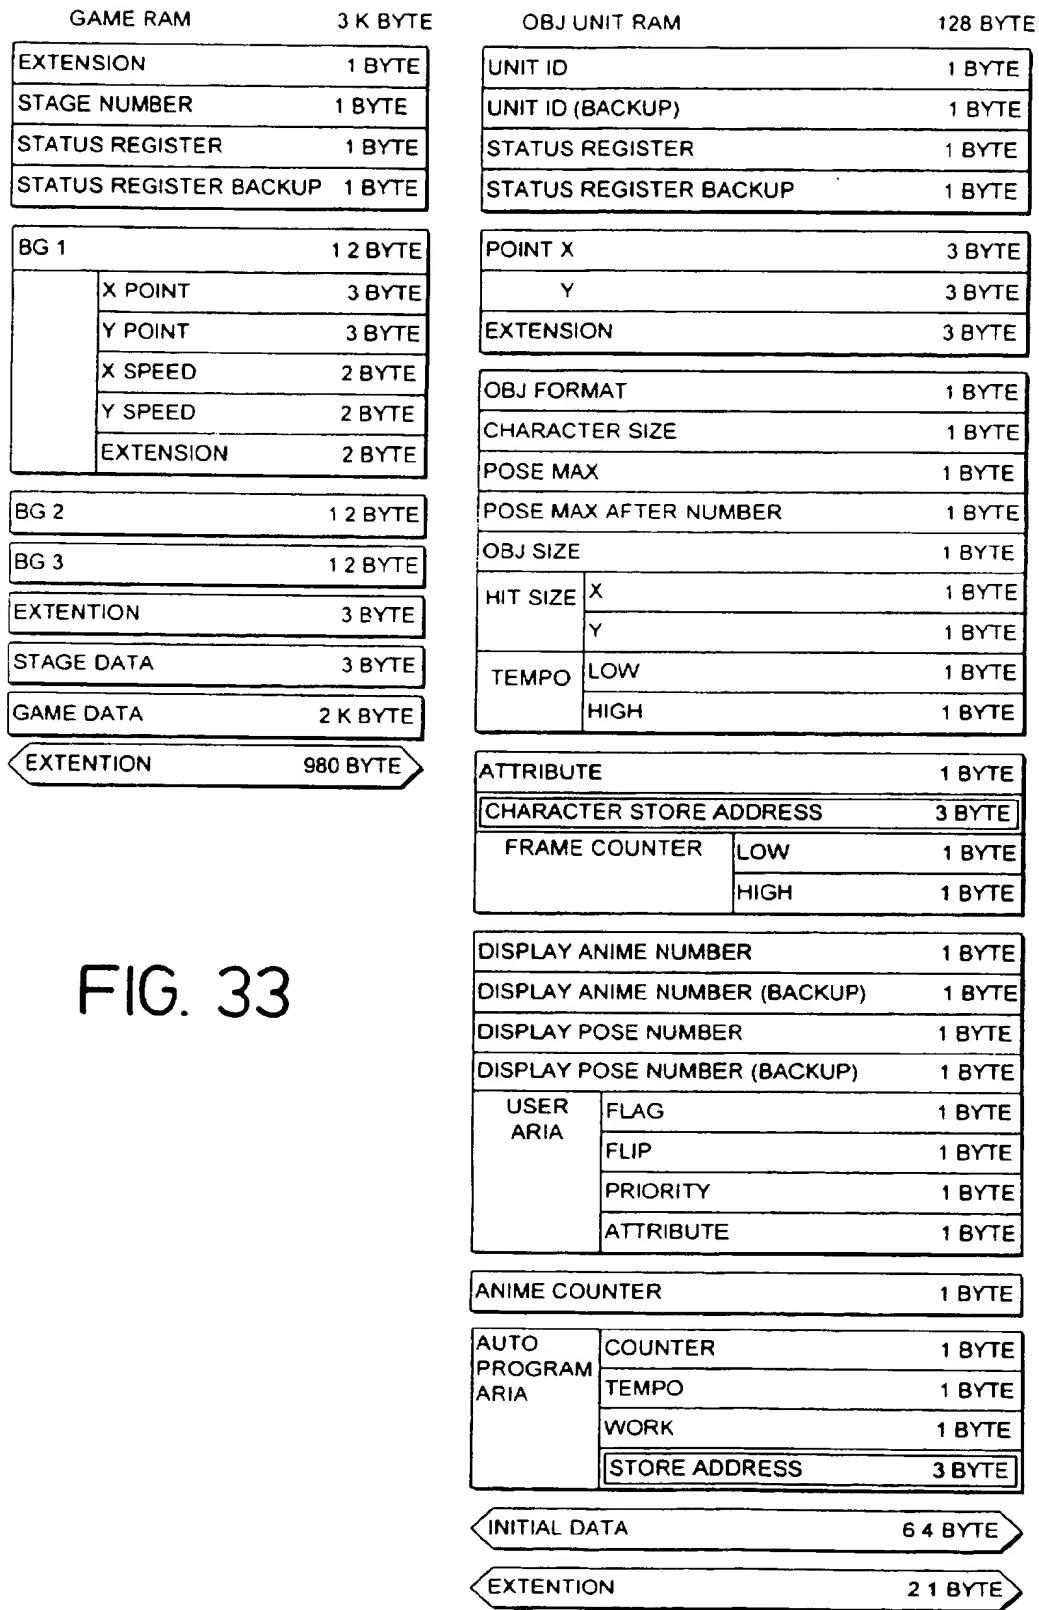 GAME RAM 3 K BYTE
EXTENSION 1 BYTE
STAGE NUMBER 1 BYTE
STATUS REGISTER 1 BYTE
STATUS REGISTER BACKUP 1 BYTE
BG 1 1 2 BYTE
X POINT 3 BYTE
Y POINT 3 BYTE
X SPEED 2 BYTE
Y SPEED 2 BYTE
EXTENSION 2 BYTE
BG 2 1 2 BYTE
BG 3 1 2 BYTE
EXTENTION 3 BYTE
STAGE DATA 3 BYTE
GAME DATA 2 K BYTE
EXTENTION 980 BYTE
FIG. 33
OBJ UNIT RAM 128 BYTE
UNIT ID 1 BYTE
UNIT ID (BACKUP) 1 BYTE
STATUS REGISTER 1 BYTE
STATUS REGISTER BACKUP 1 BYTE
POINT X 3 BYTE
Y 3 BYTE
EXTENSION 3 BYTE
OBJ FORMAT 1 BYTE
CHARACTER SIZE 1 BYTE
POSE MAX 1 BYTE
POSE MAX AFTER NUMBER 1 BYTE
OBJ SIZE 1 BYTE
HIT SIZE X 1 BYTE
Y 1 BYTE
TEMPO LOW 1 BYTE
HIGH 1 BYTE
ATTRIBUTE 1 BYTE
CHARACTER STORE ADDRESS 3 BYTE
FRAME COUNTER LOW 1 BYTE
HIGH 1 BYTE
DISPLAY ANIME NUMBER 1 BYTE
DISPLAY ANIME NUMBER (BACKUP) 1 BYTE
DISPLAY POSE NUMBER 1 BYTE
DISPLAY POSE NUMBER (BACKUP) 1 BYTE
USER ARIA FLAG 1 BYTE
FLIP 1 BYTE
PRIORITY 1 BYTE
ATTRIBUTE 1 BYTE
ANIME COUNTER 1 BYTE
AUTO PROGRAM ARIA COUNTER 1 BYTE
TEMPO 1 BYTE
WORK 1 BYTE
STORE ADDRESS 3 BYTE
INITIAL DATA 6 4 BYTE
EXTENTION 2 1 BYTE